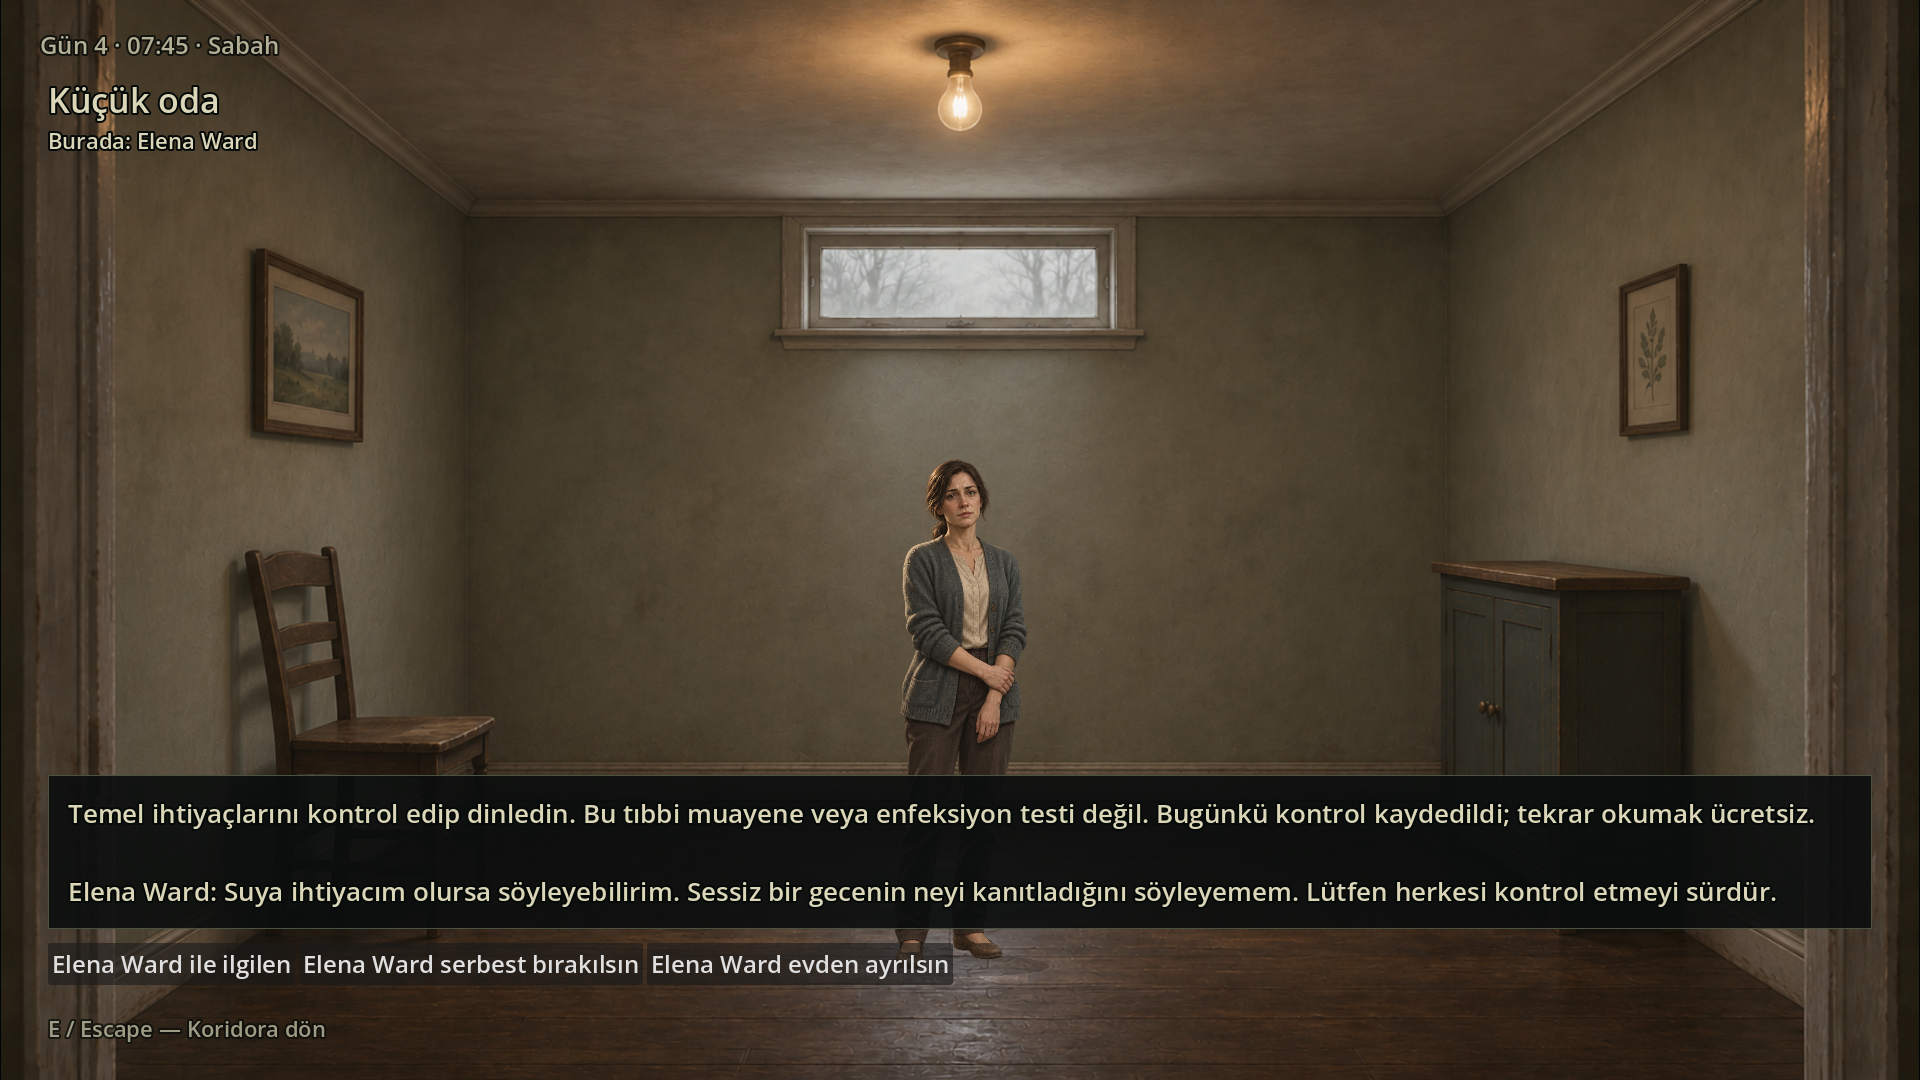 Gün 4 · 07:45 · Sabah
Küçük oda
Burada: Elena Ward
Temel ihtiyaçlarını kontrol edip dinledin. Bu tıbbi muayene veya enfeksiyon testi değil. Bugünkü kontrol kaydedildi; tekrar okumak ücretsiz.
Elena Ward: Suya ihtiyacım olursa söyleyebilirim. Sessiz bir gecenin neyi kanıtladığını söyleyemem. Lütfen herkesi kontrol etmeyi sürdür.
Elena Ward ile ilgilen Elena Ward serbest bırakılsın Elena Ward evden ayrılsın
E / Escape — Koridora dön